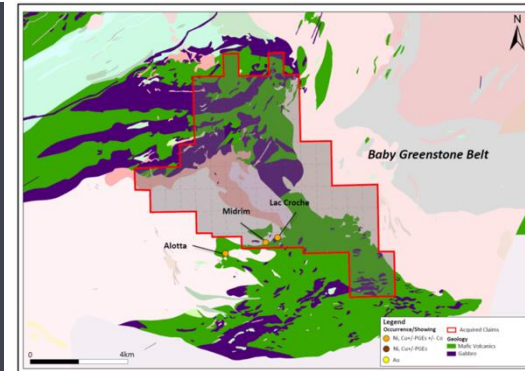 N
Baby Greenstone Belt
Lac Croche
Midrim
Alotta
Legend
Occurrence/Showing
Ni, Cu+/-PGEs +/- Co
Ni, Cu+/-PGEs
Au
Acquired Claims
Geology
Mafic Volcanics
Gabbro
0 4km